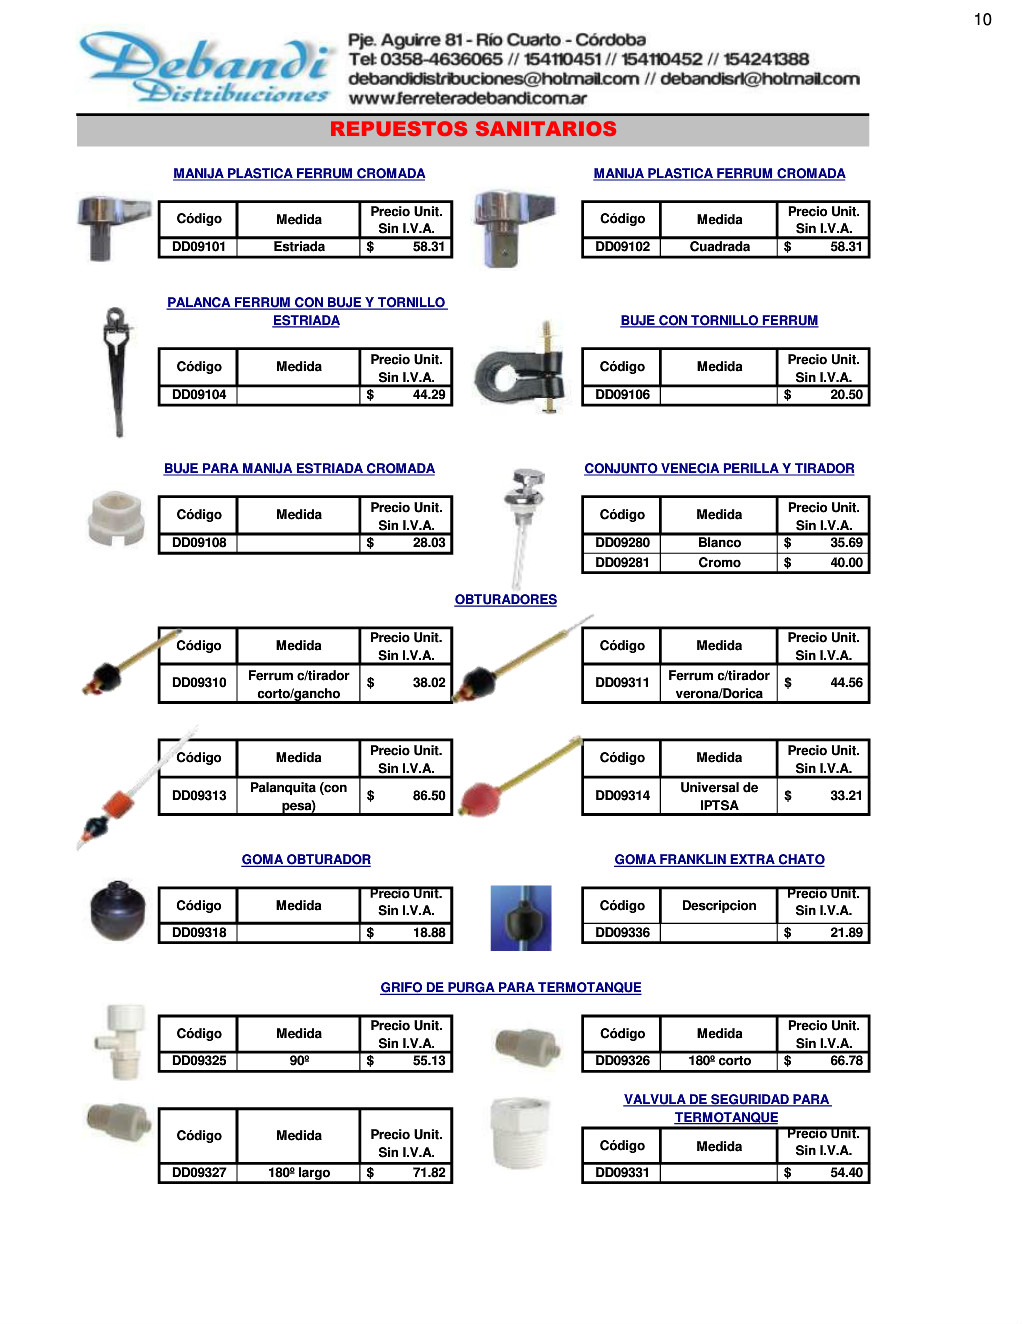 10
Debandi
Distribuciones
Pje. Aguirre 81 - Río Cuarto - Córdoba
Tel: 0358-4636065 // 154110451 // 154110452 // 154241388
debandidistribuciones@hotmail.com // debandisrl@hotmail.com
www.ferreteradebandi.com.ar
REPUESTOS SANITARIOS
MANIJA PLASTICA FERRUM CROMADA
Código Medida Precio Unit. Sin I.V.A.
DD09101 Estriada $ 58.31
MANIJA PLASTICA FERRUM CROMADA
Código Medida Precio Unit. Sin I.V.A.
DD09102 Cuadrada $ 58.31
PALANCA FERRUM CON BUJE Y TORNILLO
ESTRIADA
Código Medida Precio Unit. Sin I.V.A.
DD09104 $ 44.29
BUJE CON TORNILLO FERRUM
Código Medida Precio Unit. Sin I.V.A.
DD09106 $ 20.50
BUJE PARA MANIJA ESTRIADA CROMADA
Código Medida Precio Unit. Sin I.V.A.
DD09108 $ 28.03
CONJUNTO VENECIA PERILLA Y TIRADOR
Código Medida Precio Unit. Sin I.V.A.
DD09280 Blanco $ 35.69
DD09281 Cromo $ 40.00
OBTURADORES
Código Medida Precio Unit. Sin I.V.A.
DD09310 Ferrum c/tirador corto/gancho $ 38.02
Código Medida Precio Unit. Sin I.V.A.
DD09311 Ferrum c/tirador verona/Dorica $ 44.56
Código Medida Precio Unit. Sin I.V.A.
DD09313 Palanquita (con pesa) $ 86.50
Código Medida Precio Unit. Sin I.V.A.
DD09314 Universal de IPTSA $ 33.21
GOMA OBTURADOR
Código Medida Precio Unit. Sin I.V.A.
DD09318 $ 18.88
GOMA FRANKLIN EXTRA CHATO
Código Descripcion Precio Unit. Sin I.V.A.
DD09336 $ 21.89
GRIFO DE PURGA PARA TERMOTANQUE
Código Medida Precio Unit. Sin I.V.A.
DD09325 90º $ 55.13
Código Medida Precio Unit. Sin I.V.A.
DD09326 180º corto $ 66.78
Código Medida Precio Unit. Sin I.V.A.
DD09327 180º largo $ 71.82
VALVULA DE SEGURIDAD PARA
TERMOTANQUE
Código Medida Precio Unit. Sin I.V.A.
DD09331 $ 54.40